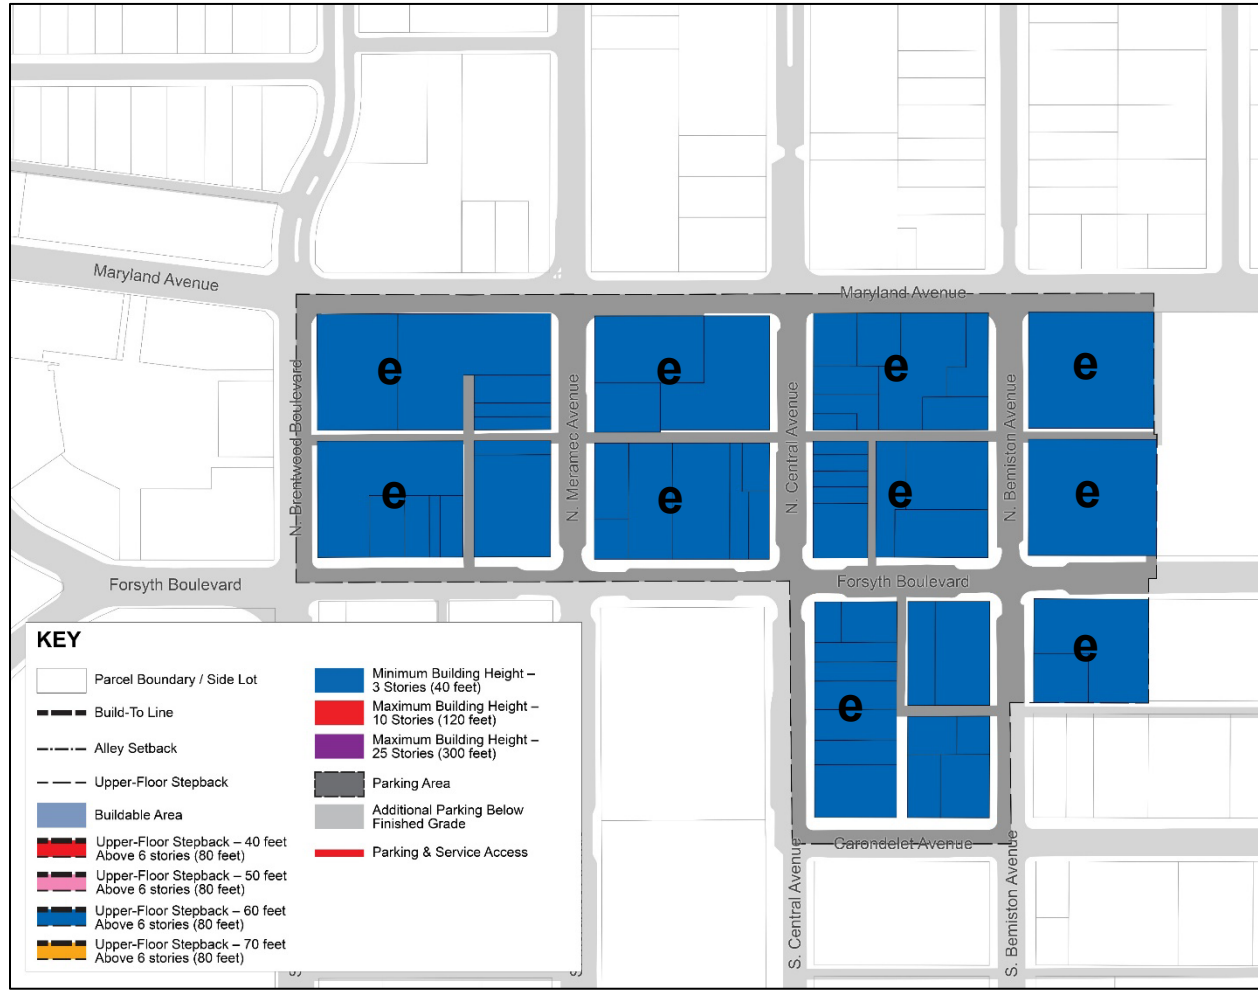 Maryland Avenue
Maryland Avenue
e
e
e
e
N. Brentwood Boulevard
N. Meramec Avenue
N. Central Avenue
N. Bemiston Avenue
e
e
e
e
Forsyth Boulevard
Forsyth Boulevard
e
e
Carondelet Avenue
S. Central Avenue
S. Bemiston Avenue
KEY
Parcel Boundary / Side Lot
Build-To Line
Alley Setback
Upper-Floor Stepback
Buildable Area
Upper-Floor Stepback – 40 feet
Above 6 stories (80 feet)
Upper-Floor Stepback – 50 feet
Above 6 stories (80 feet)
Upper-Floor Stepback – 60 feet
Above 6 stories (80 feet)
Upper-Floor Stepback – 70 feet
Above 6 stories (80 feet)
Minimum Building Height –
3 Stories (40 feet)
Maximum Building Height –
10 Stories (120 feet)
Maximum Building Height –
25 Stories (300 feet)
Parking Area
Additional Parking Below
Finished Grade
Parking & Service Access